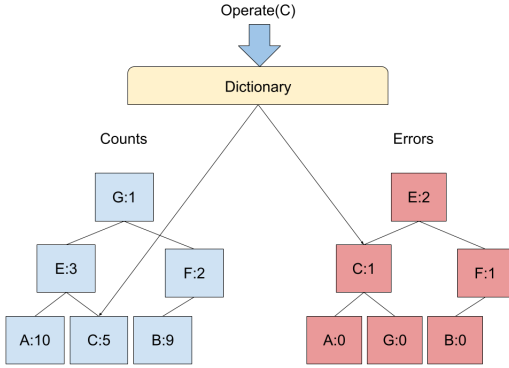 Operate(C)
Dictionary
Counts
Errors
G:1
E:2
E:3
F:2
C:1
F:1
A:10
C:5
B:9
A:0
G:0
B:0